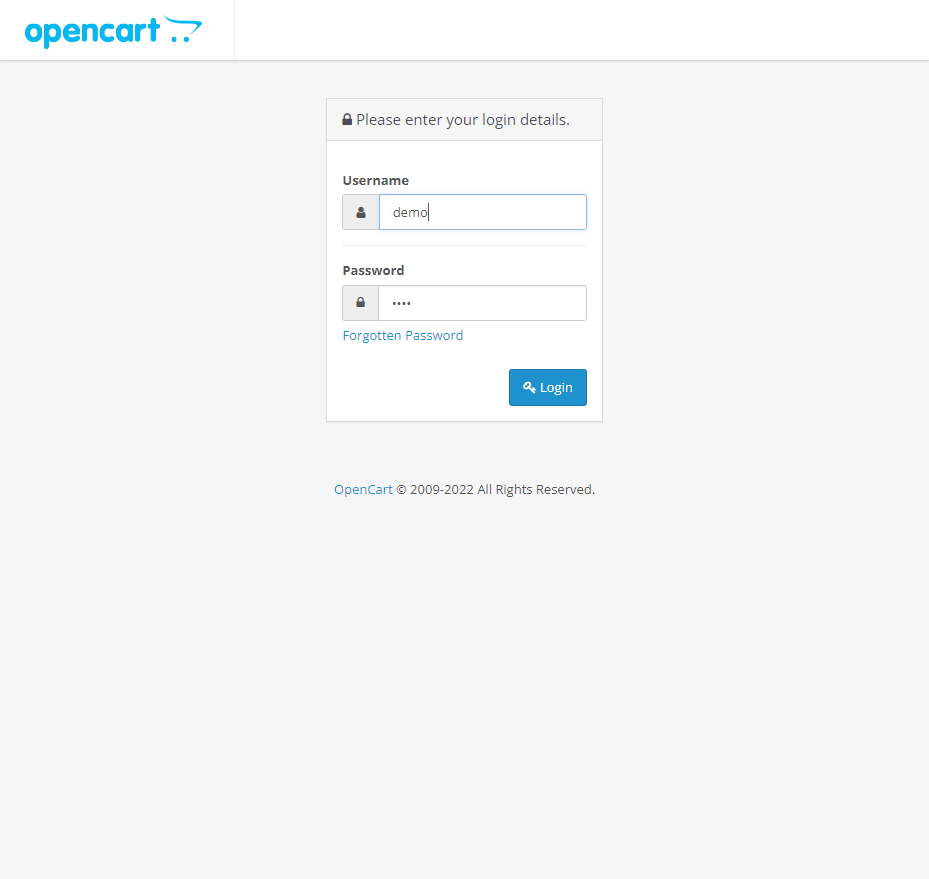 opencart
Please enter your login details.
Username
demo
Password
••••
Forgotten Password
Login
OpenCart © 2009-2022 All Rights Reserved.